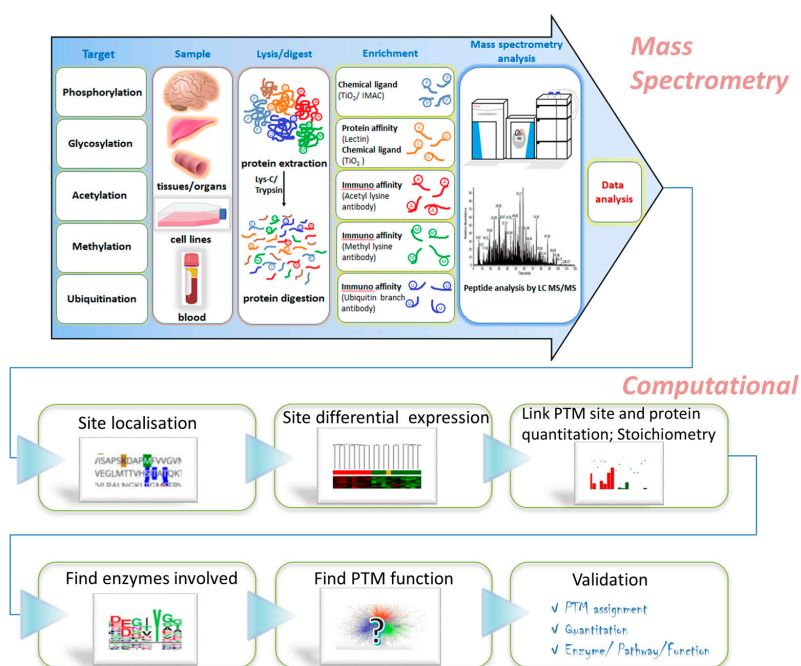 Mass
Spectrometry
Target
Sample
Lysis/digest
Enrichment
Mass spectrometry
analysis
Phosphorylation
Glycosylation
Acetylation
Methylation
Ubiquitination
tissues/organs
cell lines
blood
protein extraction
Lys-C/
Trypsin
protein digestion
Chemical ligand
(TiO2/ IMAC)
Protein affinity
(Lectin)
Chemical ligand
(TiO2 )
Immuno affinity
(Acetyl lysine
antibody)
Immuno affinity
(Methyl lysine
antibody)
Immuno affinity
(Ubiquitin branch
antibody)
Peptide analysis by LC MS/MS
Data
analysis
Computational
Site localisation
VEGLMTTVH
Site differential expression
Link PTM site and protein
quantitation; Stoichiometry
Find enzymes involved
Find PTM function
?
Validation
✓ PTM assignment
✓ Quantitation
✓ Enzyme/ Pathway/Function